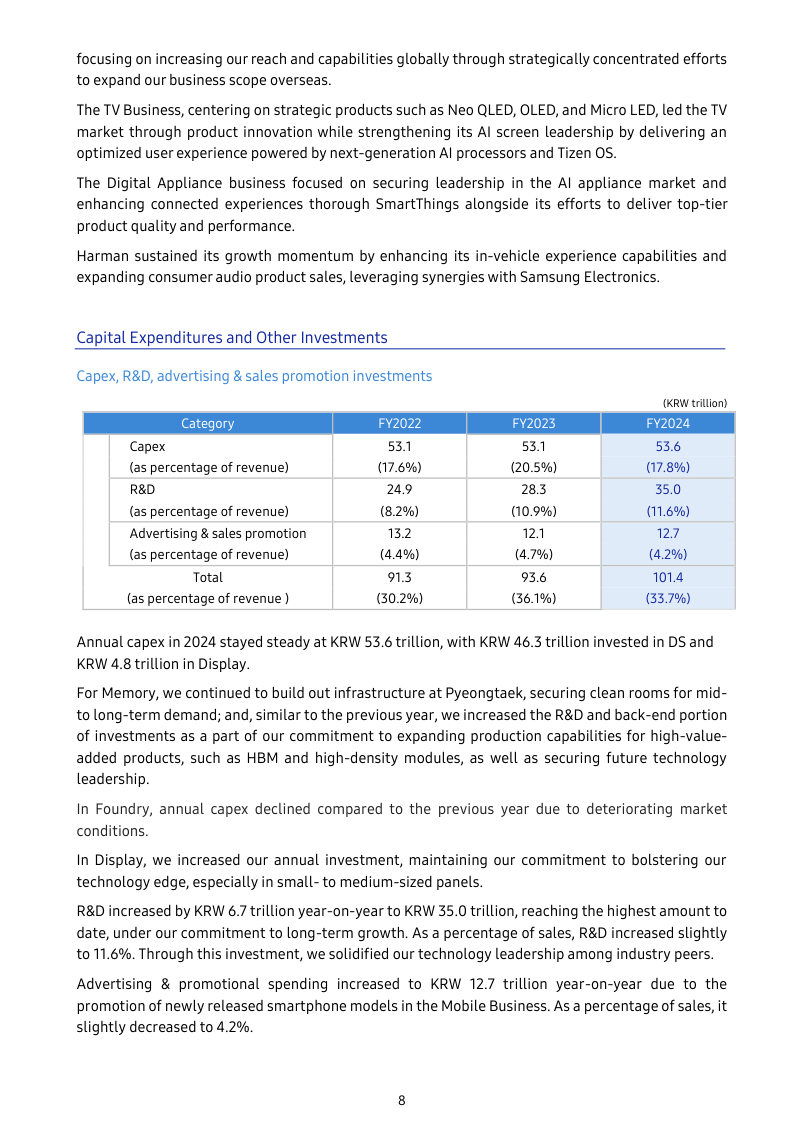 focusing on increasing our reach and capabilities globally through strategically concentrated efforts
to expand our business scope overseas.
The TV Business, centering on strategic products such as Neo QLED, OLED, and Micro LED, led the TV
market through product innovation while strengthening its AI screen leadership by delivering an
optimized user experience powered by next-generation AI processors and Tizen OS.
The Digital Appliance business focused on securing leadership in the AI appliance market and
enhancing connected experiences thorough SmartThings alongside its efforts to deliver top-tier
product quality and performance.
Harman sustained its growth momentum by enhancing its in-vehicle experience capabilities and
expanding consumer audio product sales, leveraging synergies with Samsung Electronics.
Capital Expenditures and Other Investments
Capex, R&D, advertising & sales promotion investments
(KRW trillion)
Category FY2022 FY2023 FY2024
Capex 53.1 53.1 53.6
(as percentage of revenue) (17.6%) (20.5%) (17.8%)
R&D 24.9 28.3 35.0
(as percentage of revenue) (8.2%) (10.9%) (11.6%)
Advertising & sales promotion 13.2 12.1 12.7
(as percentage of revenue) (4.4%) (4.7%) (4.2%)
Total 91.3 93.6 101.4
(as percentage of revenue ) (30.2%) (36.1%) (33.7%)
Annual capex in 2024 stayed steady at KRW 53.6 trillion, with KRW 46.3 trillion invested in DS and
KRW 4.8 trillion in Display.
For Memory, we continued to build out infrastructure at Pyeongtaek, securing clean rooms for mid-
to long-term demand; and, similar to the previous year, we increased the R&D and back-end portion
of investments as a part of our commitment to expanding production capabilities for high-value-
added products, such as HBM and high-density modules, as well as securing future technology
leadership.
In Foundry, annual capex declined compared to the previous year due to deteriorating market
conditions.
In Display, we increased our annual investment, maintaining our commitment to bolstering our
technology edge, especially in small- to medium-sized panels.
R&D increased by KRW 6.7 trillion year-on-year to KRW 35.0 trillion, reaching the highest amount to
date, under our commitment to long-term growth. As a percentage of sales, R&D increased slightly
to 11.6%. Through this investment, we solidified our technology leadership among industry peers.
Advertising & promotional spending increased to KRW 12.7 trillion year-on-year due to the
promotion of newly released smartphone models in the Mobile Business. As a percentage of sales, it
slightly decreased to 4.2%.
8